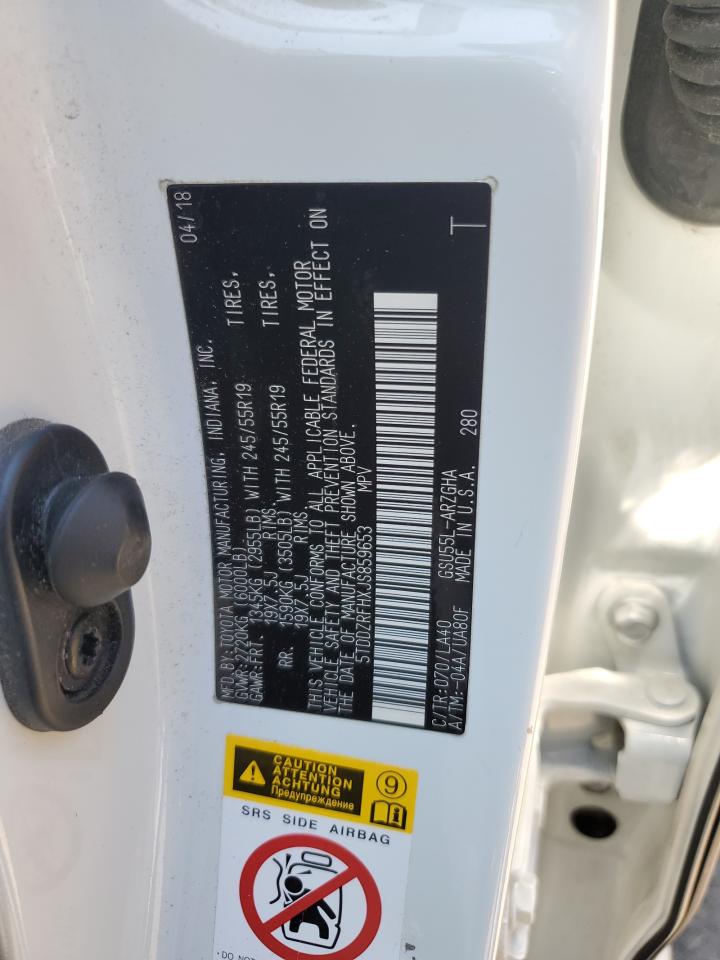 MFD.BY:TOYOTA MOTOR MANUFACTURING, INDIANA, INC. 04/18
GVWR:2720KG (6000LB)
GAWR:FRT. 1345KG (2955LB) WITH 245/55R19 TIRES,
19X7.5J RIMS,
RR. 1590KG (3505LB) WITH 245/55R19 TIRES,
19X7.5J RIMS,
THIS VEHICLE CONFORMS TO ALL APPLICABLE FEDERAL MOTOR
VEHICLE SAFETY AND THEFT PREVENTION STANDARDS IN EFFECT ON
THE DATE OF MANUFACTURE SHOWN ABOVE.
5TDDZRFHXJS859653 MPV
C/TR:070/LA40 GSU55L-ARZGHA T
A/TM:-04A/UA80F MADE IN U.S.A. 280
CAUTION
ATTENTION
ACHTUNG
Предупреждение
9
SRS SIDE AIRBAG